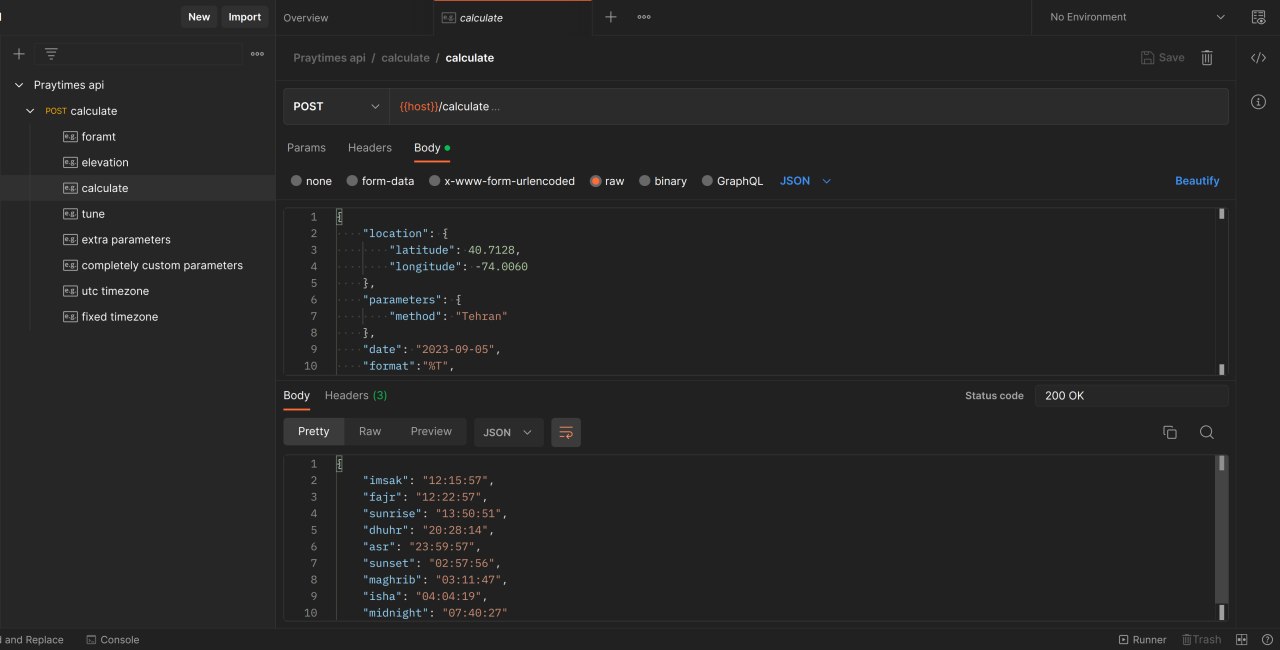 New Import
Overview
e.g. calculate
No Environment
Praytimes api
POST calculate
e.g. foramt
e.g. elevation
e.g. calculate
e.g. tune
e.g. extra parameters
e.g. completely custom parameters
e.g. utc timezone
e.g. fixed timezone
Praytimes api / calculate / calculate
Save
POST
{{host}}/calculate ...
Params Headers Body
none form-data x-www-form-urlencoded raw binary GraphQL JSON
Beautify
1 {
2 ····"location":·{
3 ········"latitude":·40.7128,
4 ········"longitude":·-74.0060
5 ····},
6 ····"parameters":·{
7 ········"method":·"Tehran"
8 ····},
9 ····"date":·"2023-09-05",
10 ····"format":"%T",
Body Headers (3)
Status code 200 OK
Pretty Raw Preview JSON
1 {
2 "imsak": "12:15:57",
3 "fajr": "12:22:57",
4 "sunrise": "13:50:51",
5 "dhuhr": "20:28:14",
6 "asr": "23:59:57",
7 "sunset": "02:57:56",
8 "maghrib": "03:11:47",
9 "isha": "04:04:19",
10 "midnight": "07:40:27"
and Replace Console
Runner Trash